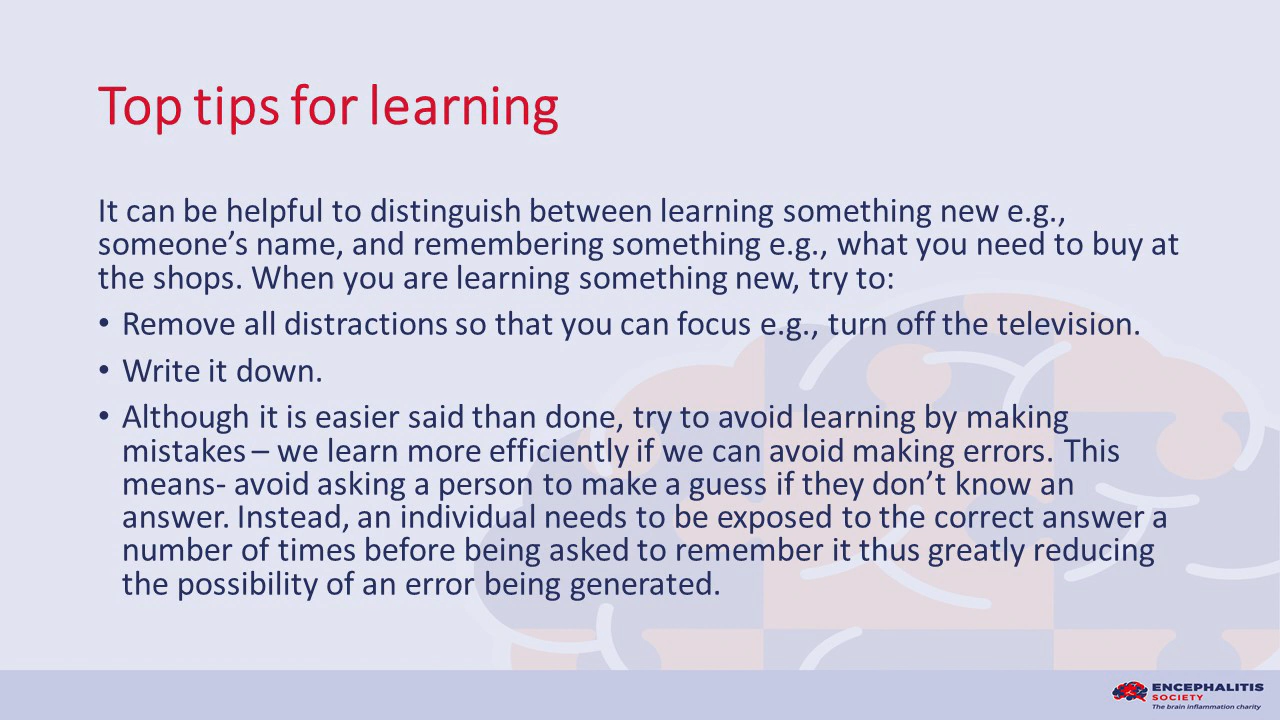 Top tips for learning
It can be helpful to distinguish between learning something new e.g.,
someone’s name, and remembering something e.g., what you need to buy at
the shops. When you are learning something new, try to:
• Remove all distractions so that you can focus e.g., turn off the television.
• Write it down.
• Although it is easier said than done, try to avoid learning by making
mistakes – we learn more efficiently if we can avoid making errors. This
means- avoid asking a person to make a guess if they don’t know an
answer. Instead, an individual needs to be exposed to the correct answer a
number of times before being asked to remember it thus greatly reducing
the possibility of an error being generated.
ENCEPHALITIS
SOCIETY
The brain inflammation charity